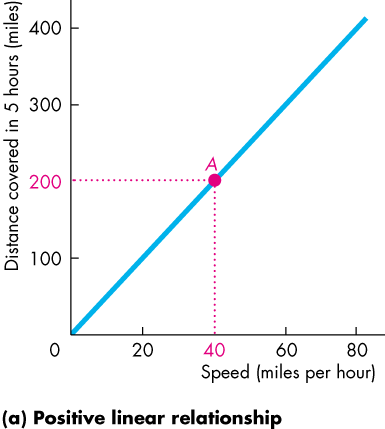 Distance covered in 5 hours (miles)
400
300
200
100
A
0
20
40
60
80
Speed (miles per hour)
(a) Positive linear relationship